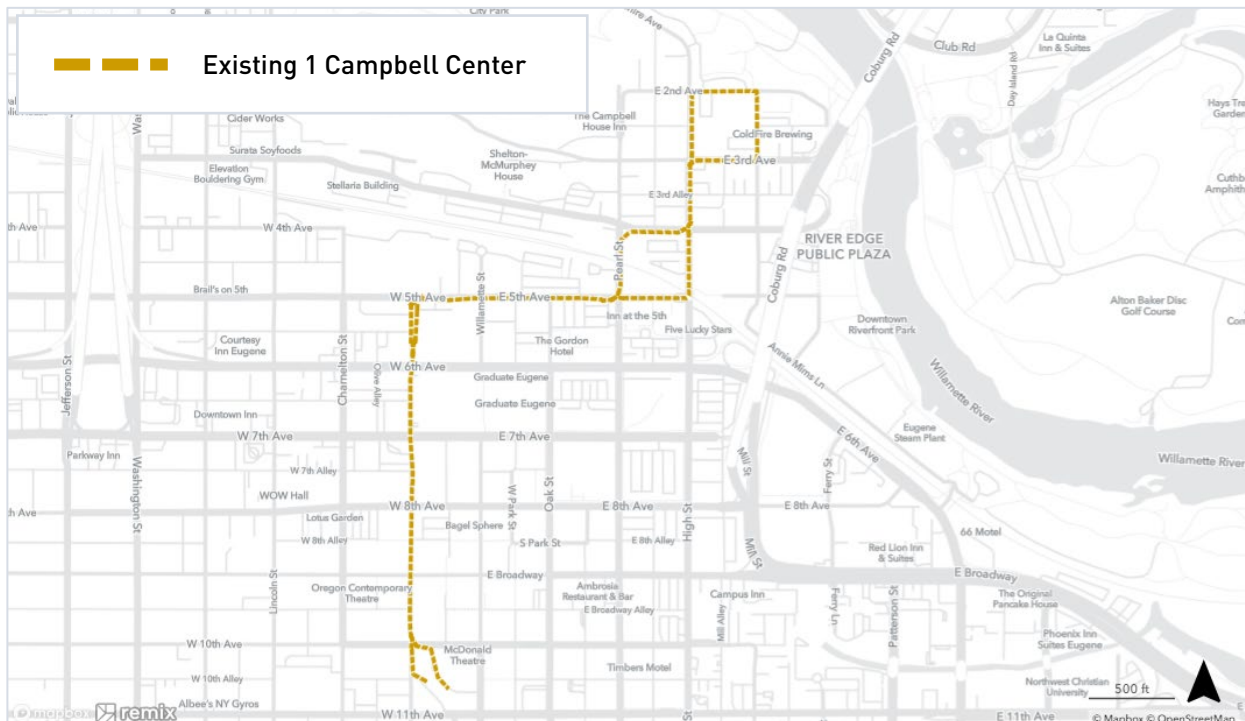 Existing 1 Campbell Center
City Park
Club Rd
La Quinta
Inn & Suites
Coburg Rd
Day Island Rd
E 2nd Ave
The Campbell
House Inn
ColdFire Brewing
Cider Works
Surata Soyfoods
Elevation
Bouldering Gym
Stellaria Building
Shelton-
McMurphey
House
E 3rd Ave
E 3rd Alley
W 4th Ave
Pearl St
RIVER EDGE
PUBLIC PLAZA
Coburg Rd
Brail's on 5th
W 5th Ave
Willamette St
E 5th Ave
Inn at the 5th
Five Lucky Stars
Downtown
Riverfront Park
Alton Baker Disc
Golf Course
Courtesy
Inn Eugene
The Gordon
Hotel
Annie Mims Ln
Willamette River
Jefferson St
Charnelton St
Olive Alley
W 6th Ave
Graduate Eugene
Graduate Eugene
Downtown Inn
Parkway Inn
W 7th Ave
E 7th Ave
E 6th Ave
Eugene
Steam Plant
Willamette River
W 7th Alley
Washington St
WOW Hall
Lotus Garden
W 8th Ave
W 8th Alley
Bagel Sphere
W Park St
S Park St
Oak St
E 8th Ave
E 8th Alley
High St
Mill St
Mill St
Ferry St
E 8th Ave
66 Motel
Red Lion Inn
& Suites
Lincoln St
Oregon Contemporary
Theatre
E Broadway
Ambrosia
Restaurant & Bar
E Broadway Alley
Campus Inn
Mill Alley
Ferry Ln
Patterson St
E Broadway
The Original
Pancake House
W 10th Ave
McDonald
Theatre
Timbers Motel
Phoenix Inn
Suites Eugene
W 10th Alley
Northwest Christian
University
Albee's NY Gyros
W 11th Ave
E 11th Ave
500 ft
mapbox remix
© Mapbox © OpenStreetMap